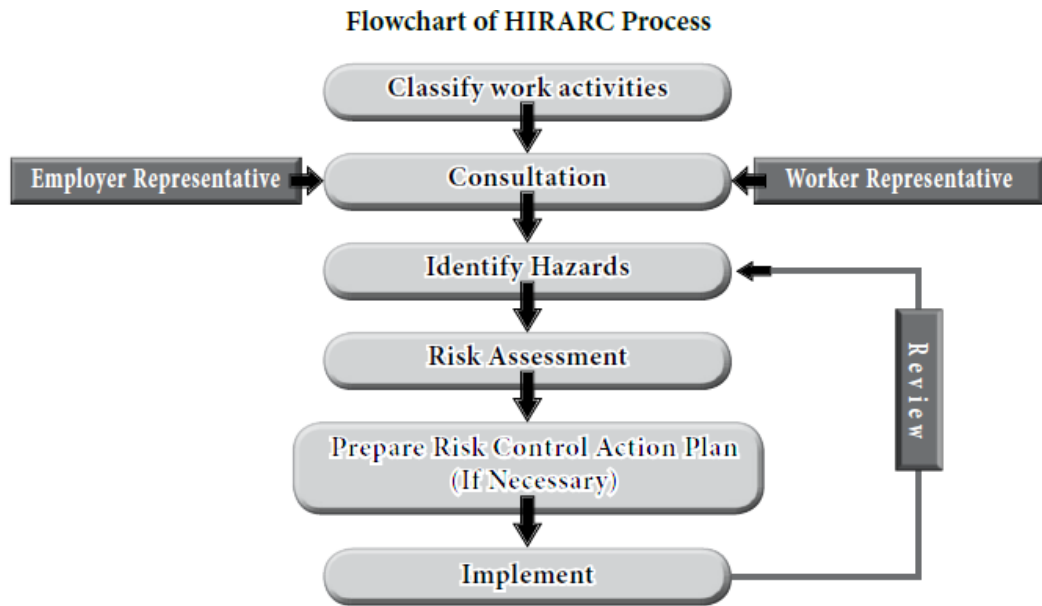 Flowchart of HIRARC Process
Classify work activities
Employer Representative
Consultation
Worker Representative
Identify Hazards
Risk Assessment
Review
Prepare Risk Control Action Plan
(If Necessary)
Implement